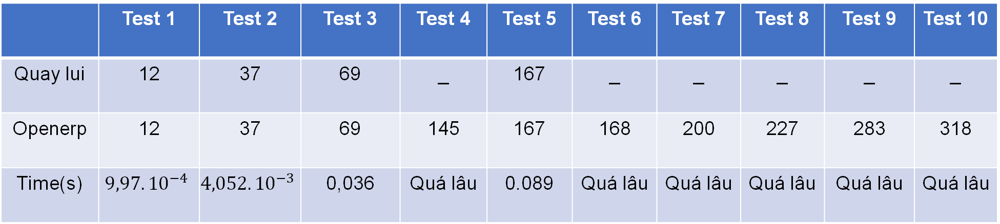 Test 1 Test 2 Test 3 Test 4 Test 5 Test 6 Test 7 Test 8 Test 9 Test 10
Quay lui 12 37 69 _ 167 _ _ _ _ _
Openerp 12 37 69 145 167 168 200 227 283 318
Time(s) 9,97. 10⁻⁴ 4,052. 10⁻³ 0,036 Quá lâu 0.089 Quá lâu Quá lâu Quá lâu Quá lâu Quá lâu